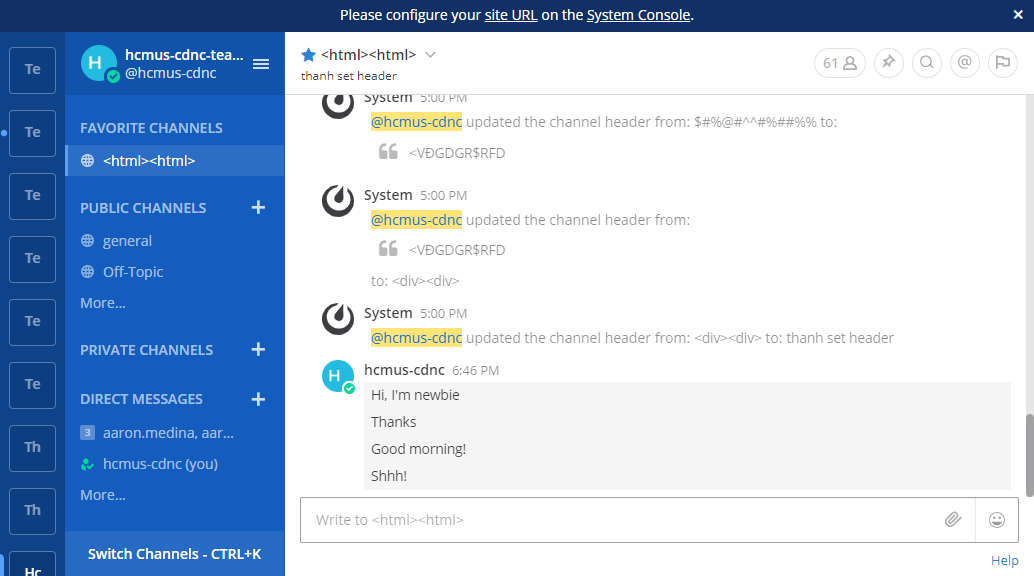 Please configure your site URL on the System Console.
×
Te
Te
Te
Te
Te
Te
Th
Th
Hc
H
hcmus-cdnc-tea...
@hcmus-cdnc
FAVORITE CHANNELS
<html><html>
PUBLIC CHANNELS
+
general
Off-Topic
More...
PRIVATE CHANNELS
+
DIRECT MESSAGES
+
3 aaron.medina, aar...
hcmus-cdnc (you)
More...
Switch Channels - CTRL+K
<html><html>
thanh set header
61
@
System 5:00 PM
@hcmus-cdnc updated the channel header from: $#%@#^^#%##%% to:
<VĐGDGR$RFD
System 5:00 PM
@hcmus-cdnc updated the channel header from:
<VĐGDGR$RFD
to: <div><div>
System 5:00 PM
@hcmus-cdnc updated the channel header from: <div><div> to: thanh set header
H
hcmus-cdnc 6:46 PM
Hi, I'm newbie
Thanks
Good morning!
Shhh!
Write to <html><html>
Help